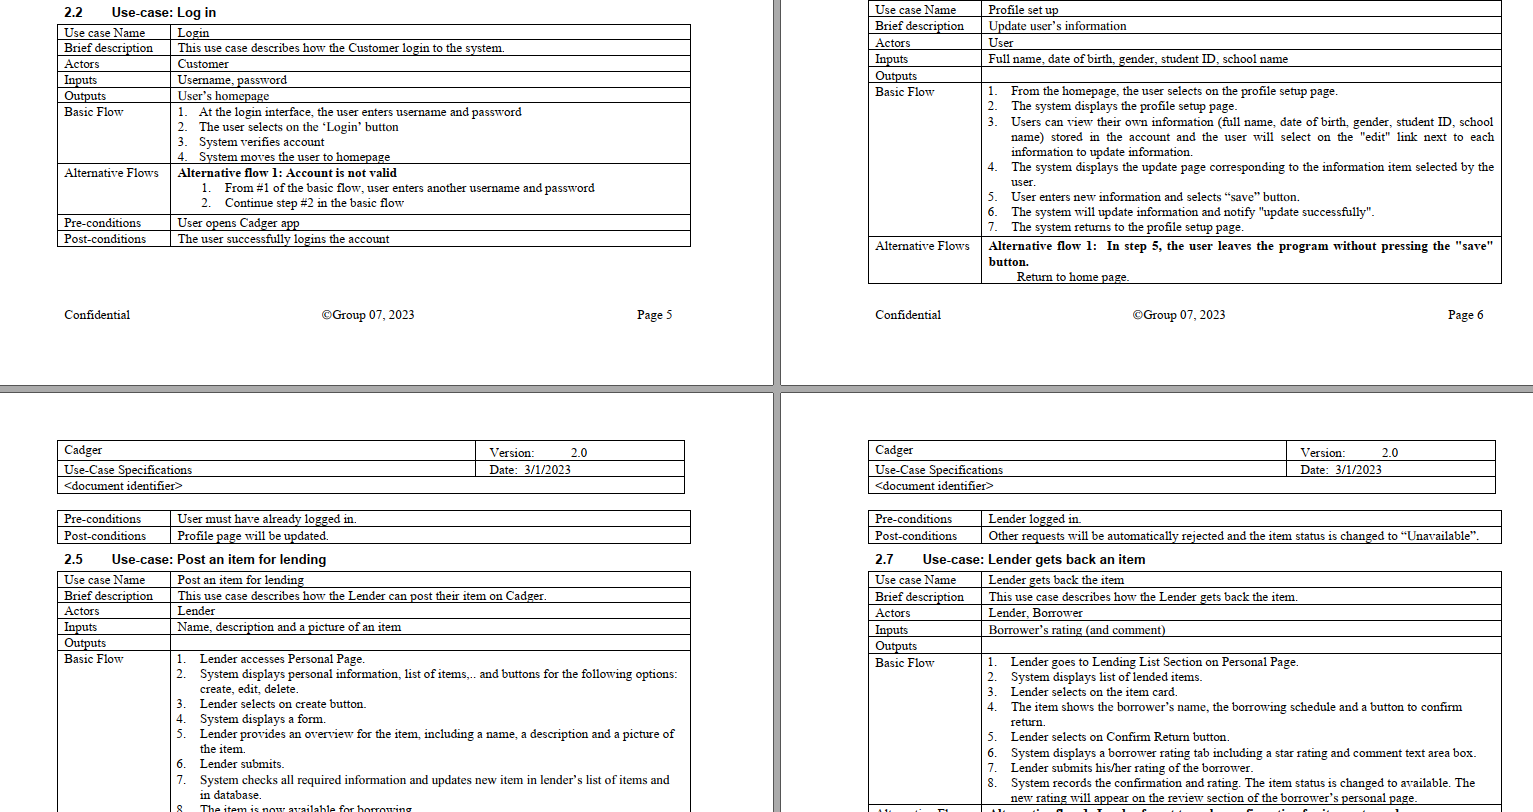 2.2 Use-case: Log in
Use case Name Login
Brief description This use case describes how the Customer login to the system.
Actors Customer
Inputs Username, password
Outputs User's homepage
Basic Flow 1. At the login interface, the user enters username and password
2. The user selects on the ‘Login’ button
3. System verifies account
4. System moves the user to homepage
Alternative Flows Alternative flow 1: Account is not valid
1. From #1 of the basic flow, user enters another username and password
2. Continue step #2 in the basic flow
Pre-conditions User opens Cadger app
Post-conditions The user successfully logins the account
Confidential ©Group 07, 2023 Page 5
Use case Name Profile set up
Brief description Update user's information
Actors User
Inputs Full name, date of birth, gender, student ID, school name
Outputs
Basic Flow 1. From the homepage, the user selects on the profile setup page.
2. The system displays the profile setup page.
3. Users can view their own information (full name, date of birth, gender, student ID, school
name) stored in the account and the user will select on the "edit" link next to each
information to update information.
4. The system displays the update page corresponding to the information item selected by the
user.
5. User enters new information and selects “save” button.
6. The system will update information and notify "update successfully".
7. The system returns to the profile setup page.
Alternative Flows Alternative flow 1: In step 5, the user leaves the program without pressing the "save"
button.
Return to home page.
Confidential ©Group 07, 2023 Page 6
Cadger Version: 2.0
Use-Case Specifications Date: 3/1/2023
<document identifier>
Pre-conditions User must have already logged in.
Post-conditions Profile page will be updated.
2.5 Use-case: Post an item for lending
Use case Name Post an item for lending
Brief description This use case describes how the Lender can post their item on Cadger.
Actors Lender
Inputs Name, description and a picture of an item
Outputs
Basic Flow 1. Lender accesses Personal Page.
2. System displays personal information, list of items,.. and buttons for the following options:
create, edit, delete.
3. Lender selects on create button.
4. System displays a form.
5. Lender provides an overview for the item, including a name, a description and a picture of
the item.
6. Lender submits.
7. System checks all required information and updates new item in lender's list of items and
in database.
8. The item is now available for borrowing.
Cadger Version: 2.0
Use-Case Specifications Date: 3/1/2023
<document identifier>
Pre-conditions Lender logged in.
Post-conditions Other requests will be automatically rejected and the item status is changed to “Unavailable”.
2.7 Use-case: Lender gets back an item
Use case Name Lender gets back the item
Brief description This use case describes how the Lender gets back the item.
Actors Lender, Borrower
Inputs Borrower's rating (and comment)
Outputs
Basic Flow 1. Lender goes to Lending List Section on Personal Page.
2. System displays list of lended items.
3. Lender selects on the item card.
4. The item shows the borrower's name, the borrowing schedule and a button to confirm
return.
5. Lender selects on Confirm Return button.
6. System displays a borrower rating tab including a star rating and comment text area box.
7. Lender submits his/her rating of the borrower.
8. System records the confirmation and rating. The item status is changed to available. The
new rating will appear on the review section of the borrower's personal page.